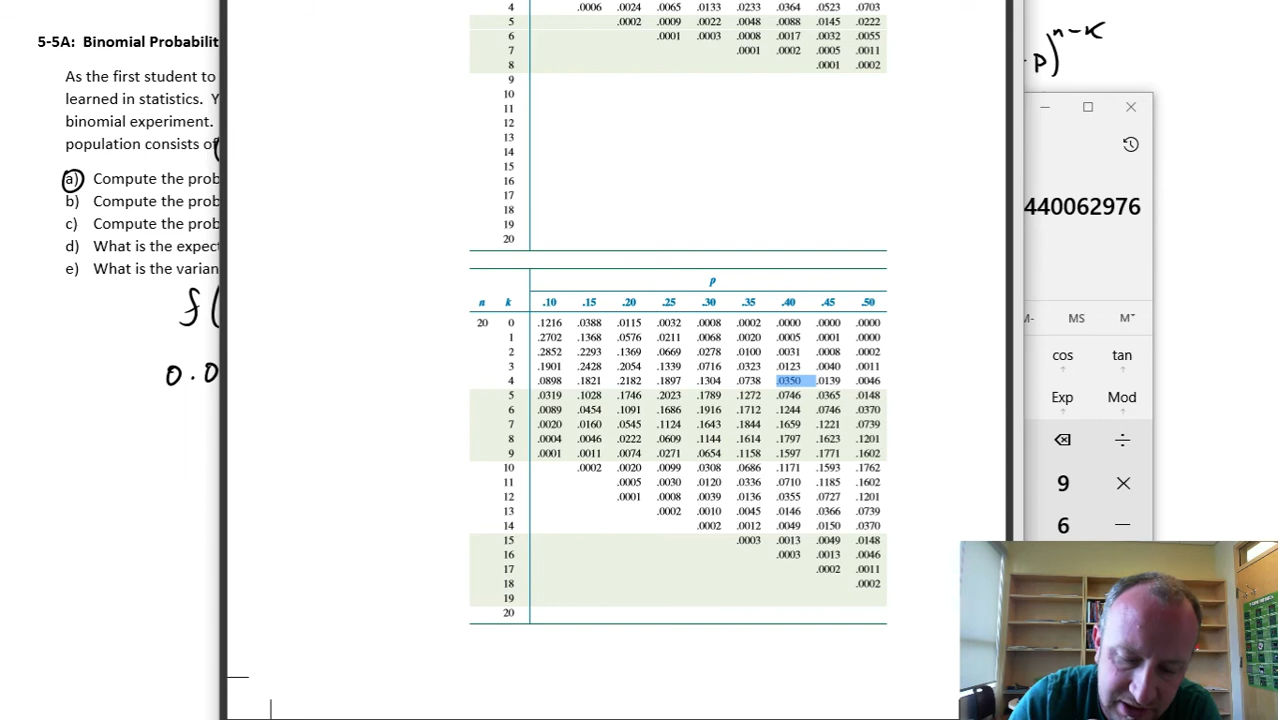 5-5A: Binomial Probabilit
As the first student to
learned in statistics. Y
binomial experiment.
population consists of
a) Compute the prob
b) Compute the prob
c) Compute the prob
d) What is the expect
e) What is the varian
f(
0.0
4 .0006 .0024 .0065 .0133 .0233 .0364 .0523 .0703
5 .0002 .0009 .0022 .0048 .0088 .0145 .0222
6 .0001 .0003 .0008 .0017 .0032 .0055
7 .0001 .0002 .0005 .0011
8 .0001 .0002
9
10
11
12
13
14
15
16
17
18
19
20
p
n k .10 .15 .20 .25 .30 .35 .40 .45 .50
20 0 .1216 .0388 .0115 .0032 .0008 .0002 .0000 .0000 .0000
1 .2702 .1368 .0576 .0211 .0068 .0020 .0005 .0001 .0000
2 .2852 .2293 .1369 .0669 .0278 .0100 .0031 .0008 .0002
3 .1901 .2428 .2054 .1339 .0716 .0323 .0123 .0040 .0011
4 .0898 .1821 .2182 .1897 .1304 .0738 .0350 .0139 .0046
5 .0319 .1028 .1746 .2023 .1789 .1272 .0746 .0365 .0148
6 .0089 .0454 .1091 .1686 .1916 .1712 .1244 .0746 .0370
7 .0020 .0160 .0545 .1124 .1643 .1844 .1659 .1221 .0739
8 .0004 .0046 .0222 .0609 .1144 .1614 .1797 .1623 .1201
9 .0001 .0011 .0074 .0271 .0654 .1158 .1597 .1771 .1602
10 .0002 .0020 .0099 .0308 .0686 .1171 .1593 .1762
11 .0005 .0030 .0120 .0336 .0710 .1185 .1602
12 .0001 .0008 .0039 .0136 .0355 .0727 .1201
13 .0002 .0010 .0045 .0146 .0366 .0739
14 .0002 .0012 .0049 .0150 .0370
15 .0003 .0013 .0049 .0148
16 .0003 .0013 .0046
17 .0002 .0011
18 .0002
19
20
p)^n-k
440062976
M- MS M˅
cos tan
Exp Mod
÷
9 ×
6 −